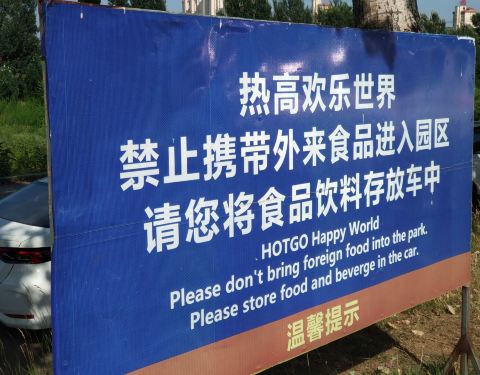 热高欢乐世界
禁止携带外来食品进入园区
请您将食品饮料存放车中
HOTGO Happy World
Please don't bring foreign food into the park.
Please store food and beverge in the car.
温馨提示